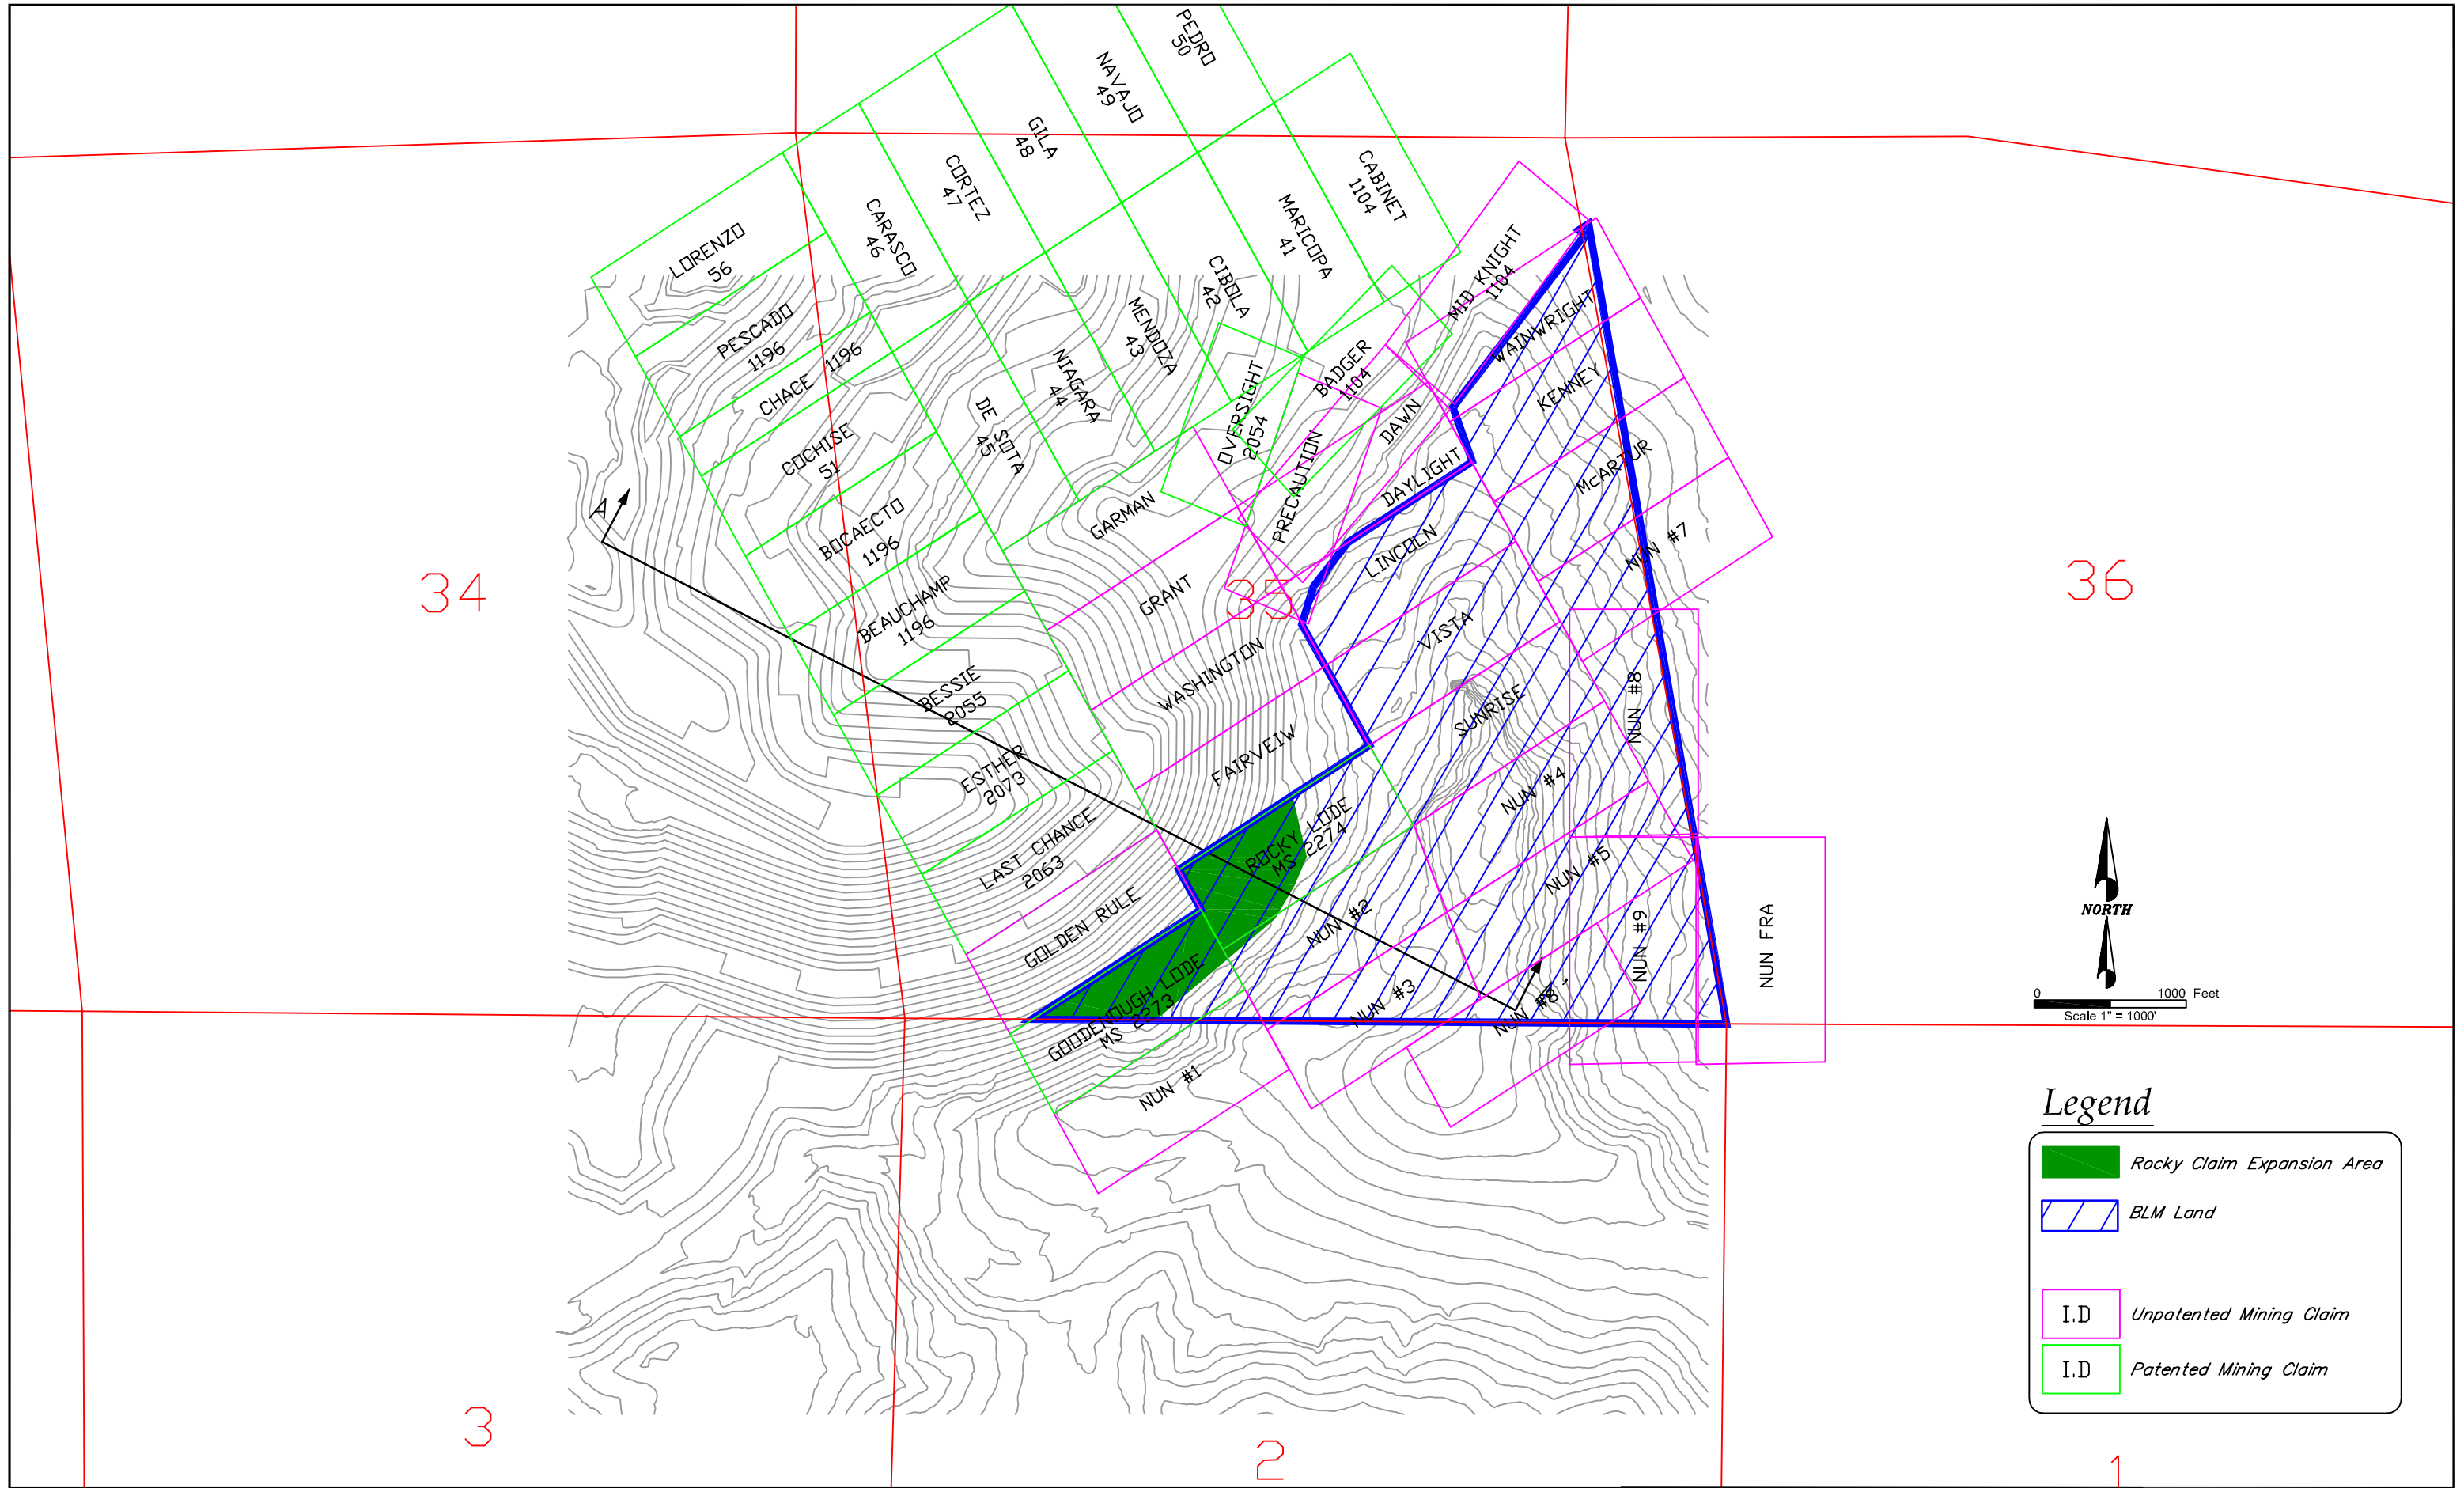 PEDRO
50
NAVAJO
49
GILA
48
CORTEZ
47
CARASCO
46
LORENZO
56
CABINET
1104
MARICOPA
41
CIBOLA
42
MENDOZA
43
NIAGARA
44
DE SOTA
45
PESCADO
1196
CHACE 1196
COCHISE
51
BOCAECTO
1196
BEAUCHAMP
1196
BESSIE
2055
ESTHER
2073
LAST CHANCE
2063
GOLDEN RULE
GOODENOUGH LODE
MS 2273
ROCKY LODE
MS 2274
MID KNIGHT
1104
BADGER
1104
OVERSIGHT
2054
PRECAUTION
DAWN
DAYLIGHT
WAINWRIGHT
KENNEY
McARTUR
NUN #7
GARMAN
GRANT
WASHINGTON
FAIRVEIW
LINCOLN
VISTA
SUNRISE
NUN #4
NUN #5
NUN #8
NUN #9
NUN FRA
NUN #2
NUN #3
NUN #1
A
34
35
36
3
2
1
NORTH
0 1000 Feet
Scale 1" = 1000'
Legend
Rocky Claim Expansion Area
BLM Land
I.D Unpatented Mining Claim
I.D Patented Mining Claim